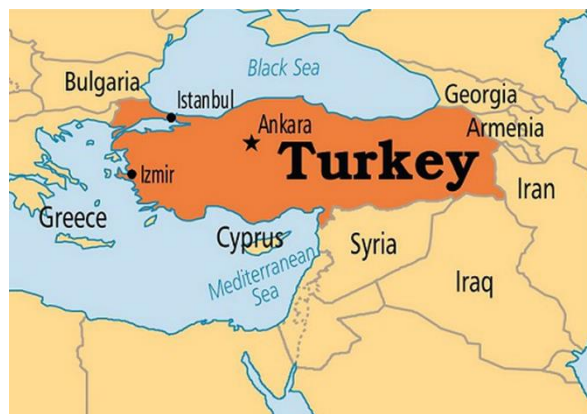 Black Sea
Bulgaria
Georgia
Istanbul
Ankara
Armenia
Turkey
Izmir
Iran
Greece
Cyprus
Syria
Mediterranean
Sea
Iraq